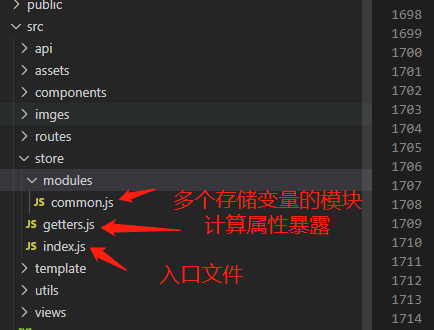 public
src
api
assets
components
imges
routes
store
modules
JS common.js
JS getters.js
JS index.js
template
utils
views
多个存储变量的模块
计算属性暴露
入口文件
1698
1699
1700
1701
1702
1703
1704
1705
1706
1707
1708
1709
1710
1711
1712
1713
1714